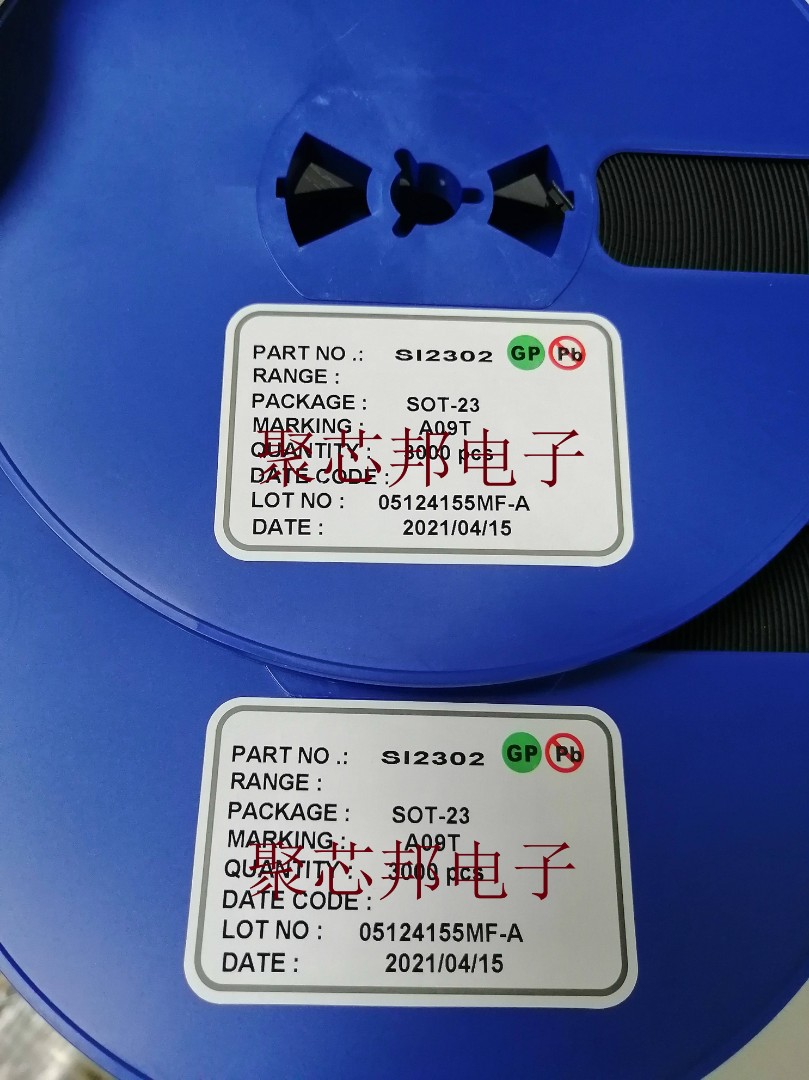 PART NO .: SI2302 GP Pb
RANGE :
PACKAGE : SOT-23
MARKING : A09T
QUANTITY : 3000 pcs
聚芯邦电子
DATE CODE :
LOT NO : 05124155MF-A
DATE : 2021/04/15
PART NO .: SI2302 GP Pb
RANGE :
PACKAGE : SOT-23
MARKING : A09T
QUANTITY : 3000 pcs
聚芯邦电子
DATE CODE :
LOT NO : 05124155MF-A
DATE : 2021/04/15